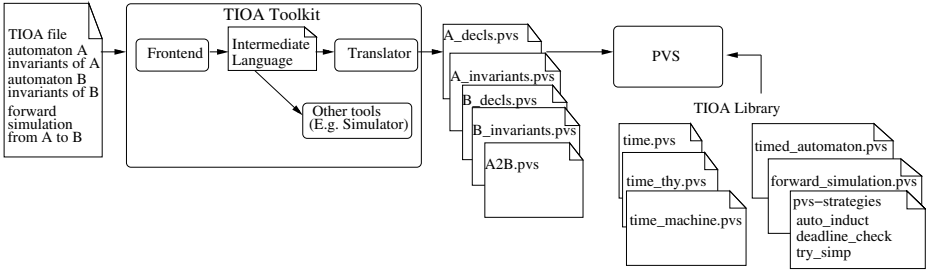 TIOA file
automaton A
invariants of A
automaton B
invariants of B
forward
simulation
from A to B
TIOA Toolkit
Frontend
Intermediate
Language
Translator
Other tools
(E.g. Simulator)
A_decls.pvs
A_invariants.pvs
B_decls.pvs
B_invariants.pvs
A2B.pvs
PVS
TIOA Library
time.pvs
time_thy.pvs
time_machine.pvs
timed_automaton.pvs
forward_simulation.pvs
pvs−strategies
auto_induct
deadline_check
try_simp